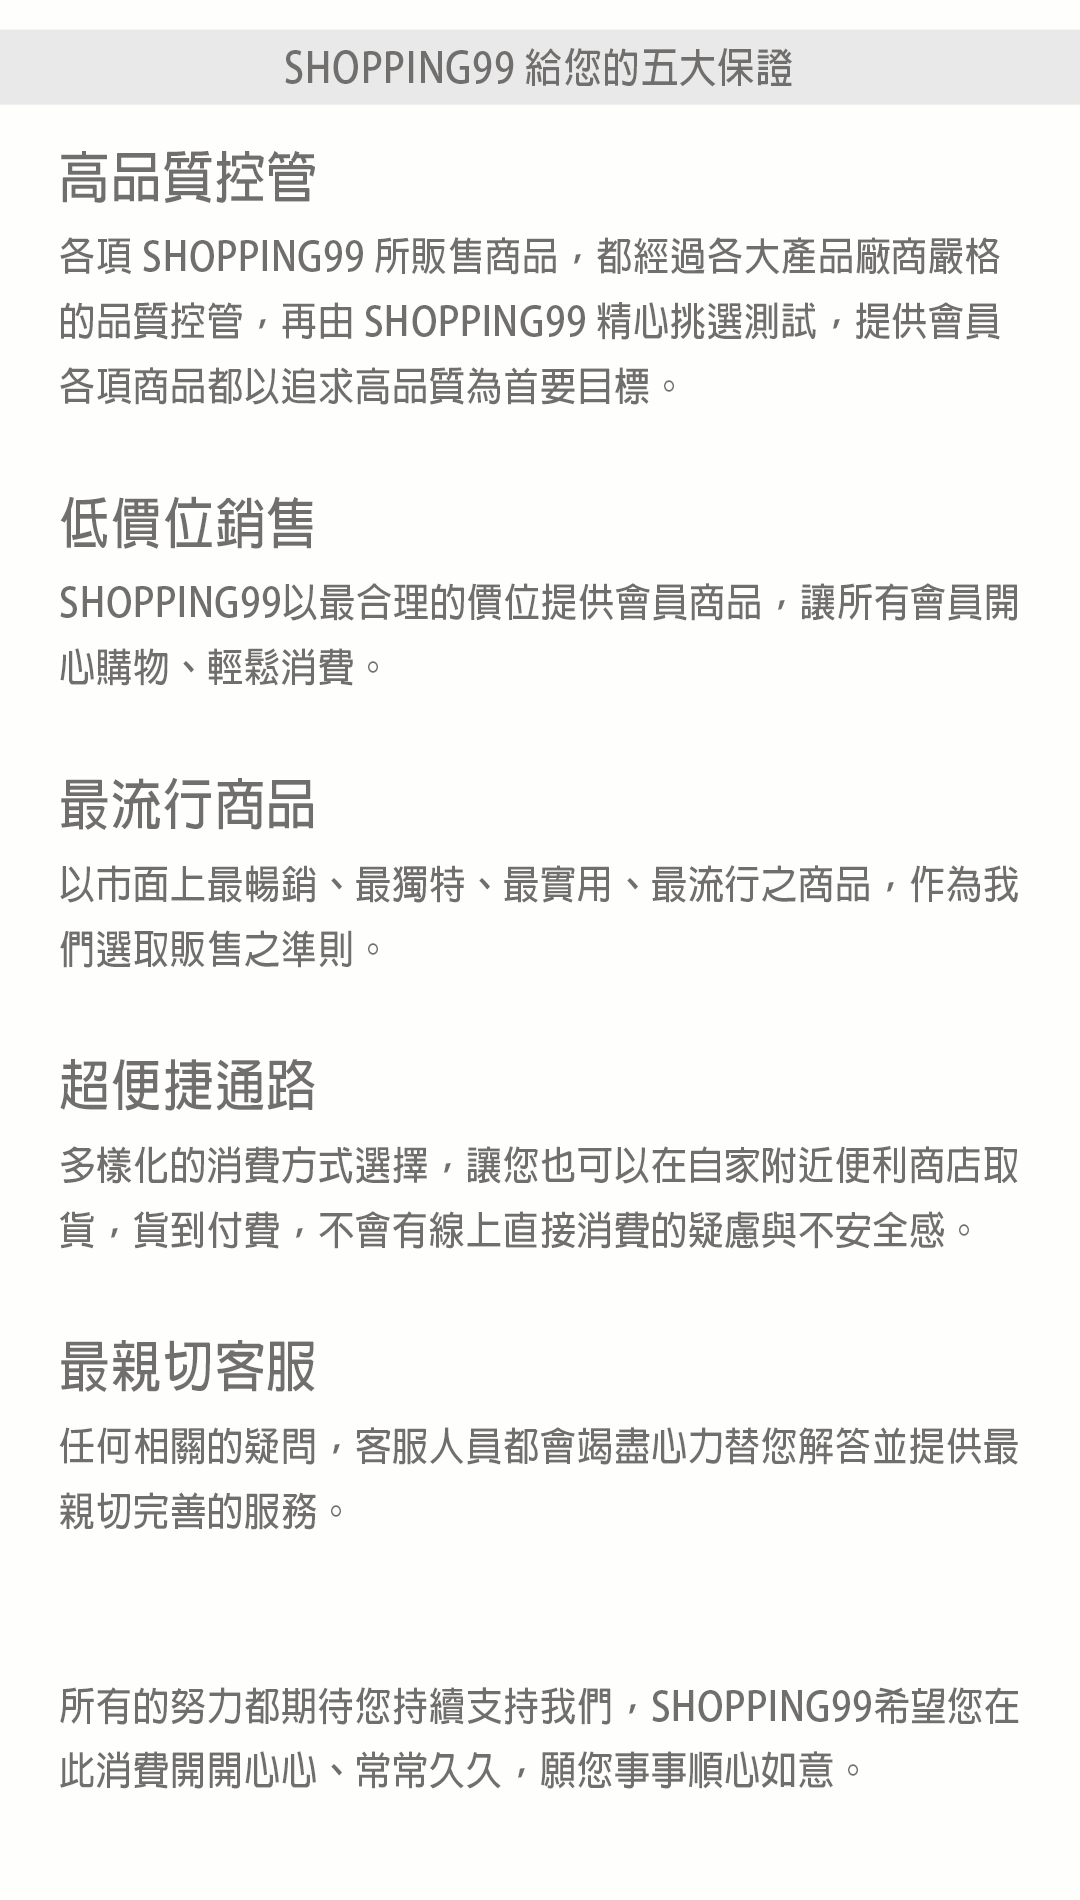 SHOPPING99 給您的五大保證
高品質控管
各項 SHOPPING99 所販售商品，都經過各大產品廠商嚴格
的品質控管，再由 SHOPPING99 精心挑選測試，提供會員
各項商品都以追求高品質為首要目標。
低價位銷售
SHOPPING99以最合理的價位提供會員商品，讓所有會員開
心購物、輕鬆消費。
最流行商品
以市面上最暢銷、最獨特、最實用、最流行之商品，作為我
們選取販售之準則。
超便捷通路
多樣化的消費方式選擇，讓您也可以在自家附近便利商店取
貨，貨到付費，不會有線上直接消費的疑慮與不安全感。
最親切客服
任何相關的疑問，客服人員都會竭盡心力替您解答並提供最
親切完善的服務。
所有的努力都期待您持續支持我們，SHOPPING99希望您在
此消費開開心心、常常久久，願您事事順心如意。